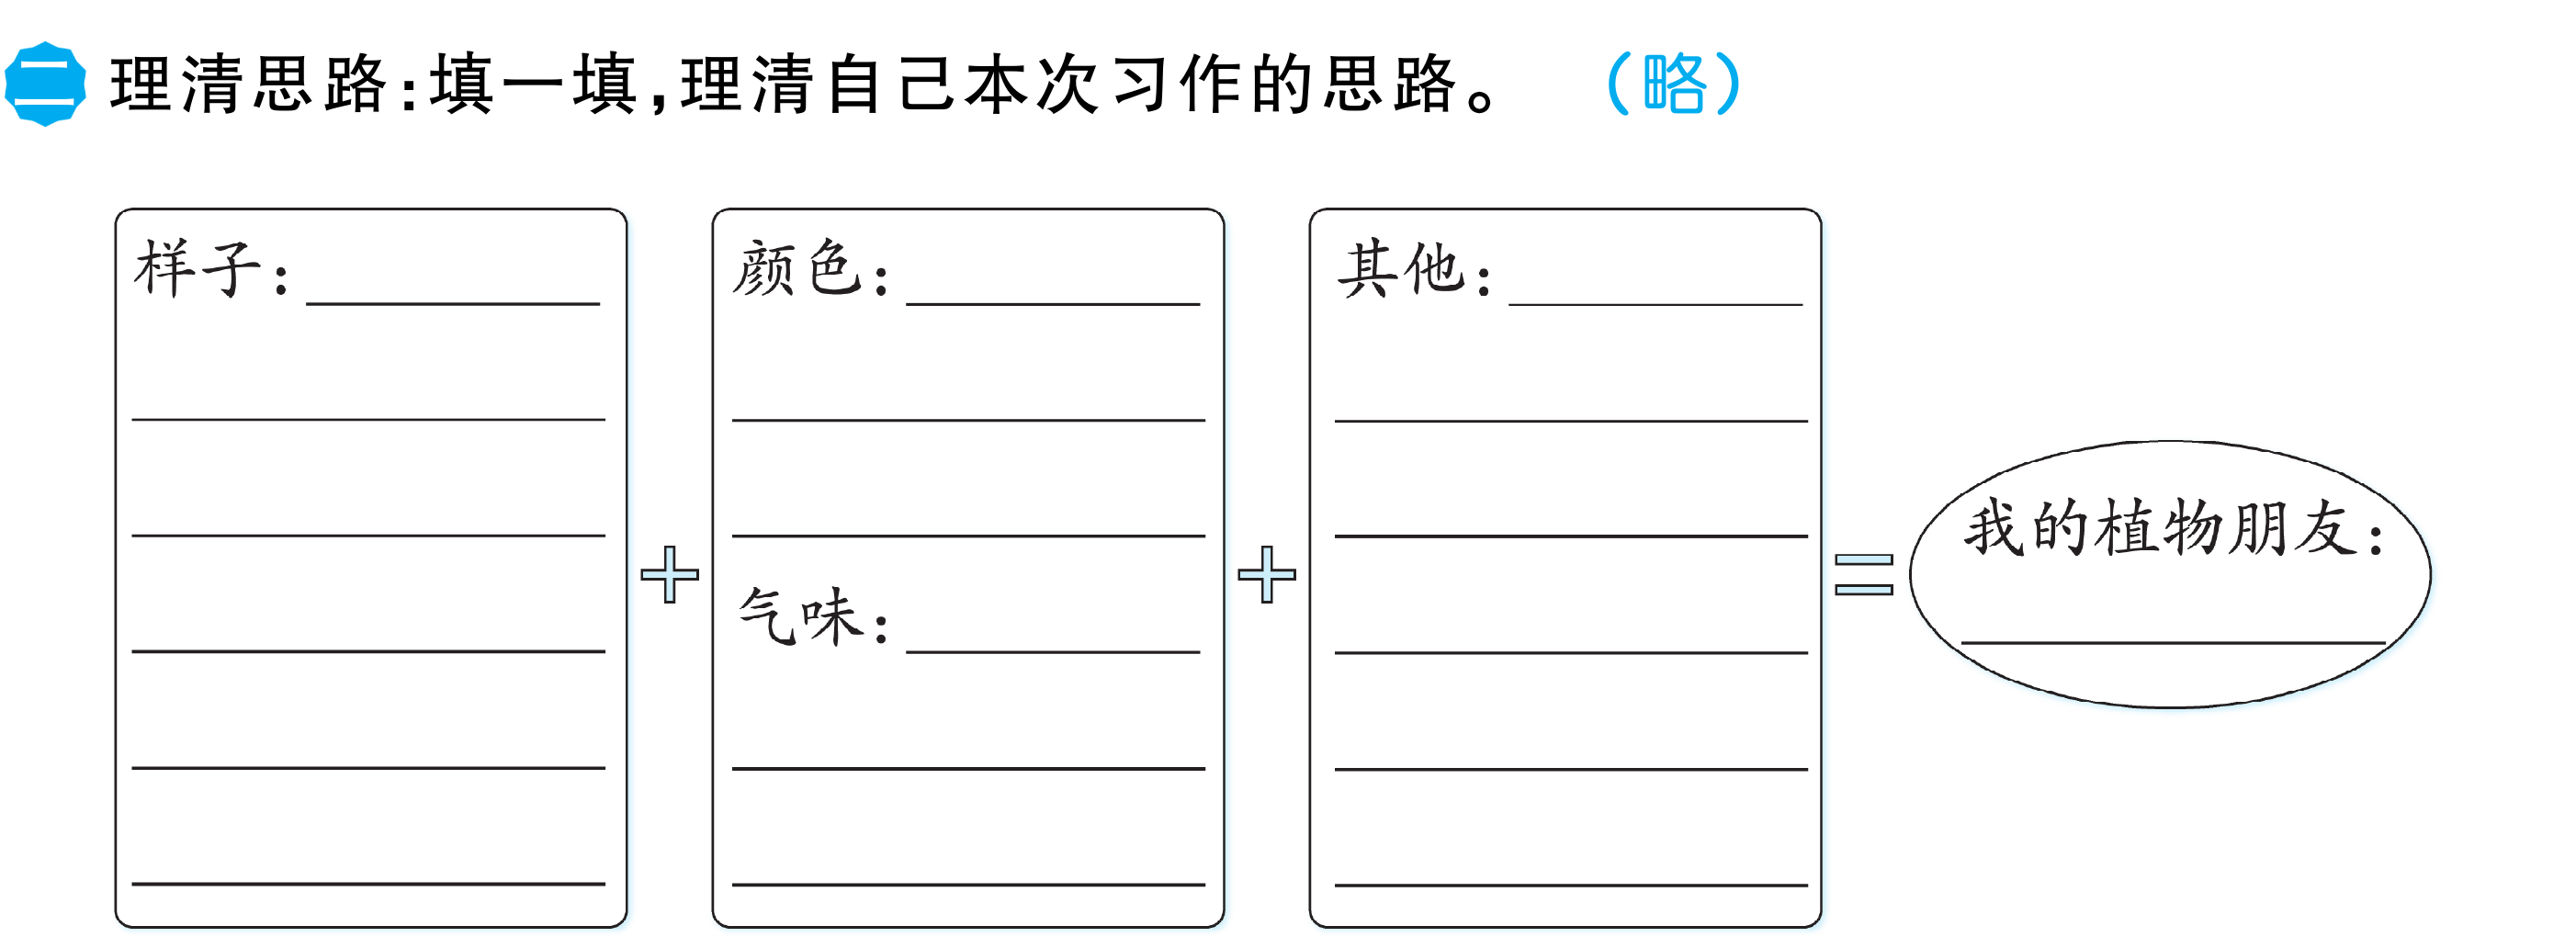 二 理清思路:填一填,理清自己本次习作的思路。 (略)
样子:
颜色:
气味:
其他:
我的植物朋友: